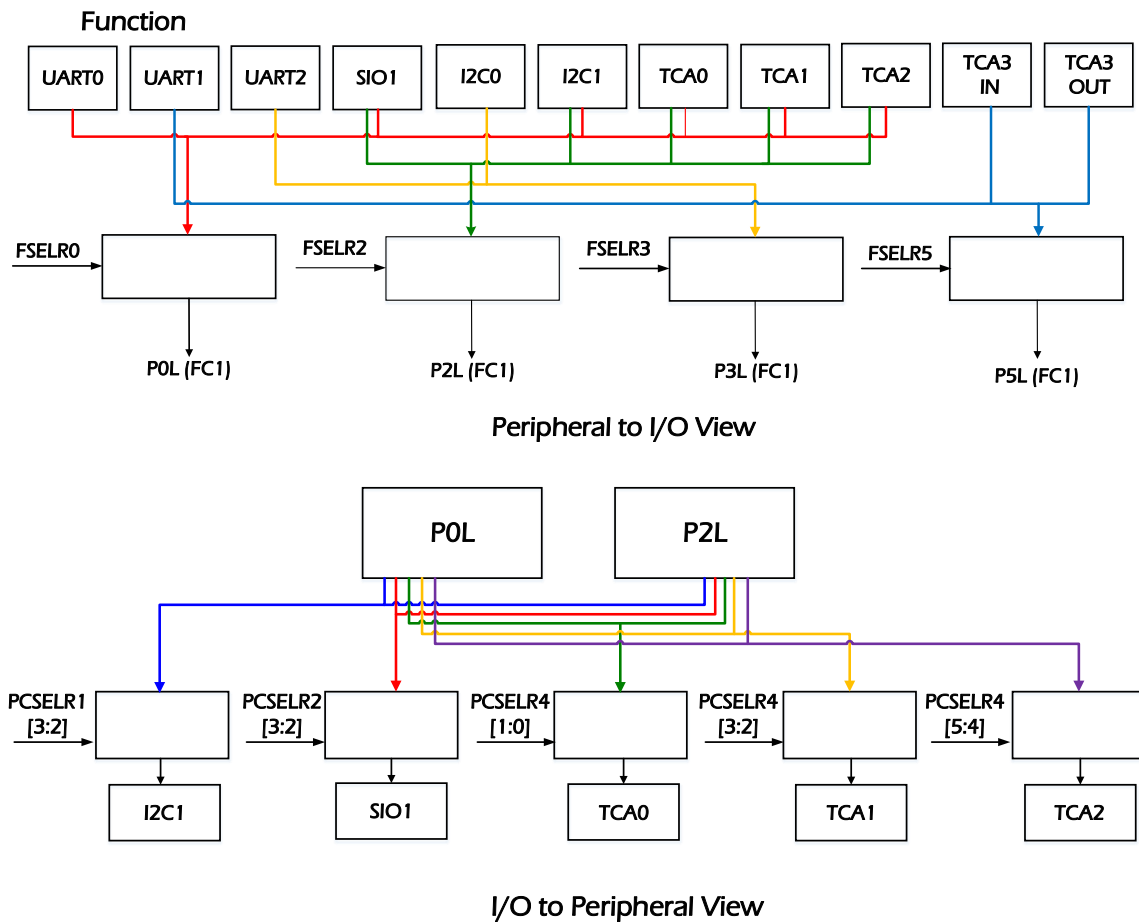 Function
UART0
UART1
UART2
SIO1
I2C0
I2C1
TCA0
TCA1
TCA2
TCA3
IN
TCA3
OUT
FSELR0
FSELR2
FSELR3
FSELR5
P0L (FC1)
P2L (FC1)
P3L (FC1)
P5L (FC1)
Peripheral to I/O View
P0L
P2L
PCSELR1
[3:2]
PCSELR2
[3:2]
PCSELR4
[1:0]
PCSELR4
[3:2]
PCSELR4
[5:4]
I2C1
SIO1
TCA0
TCA1
TCA2
I/O to Peripheral View